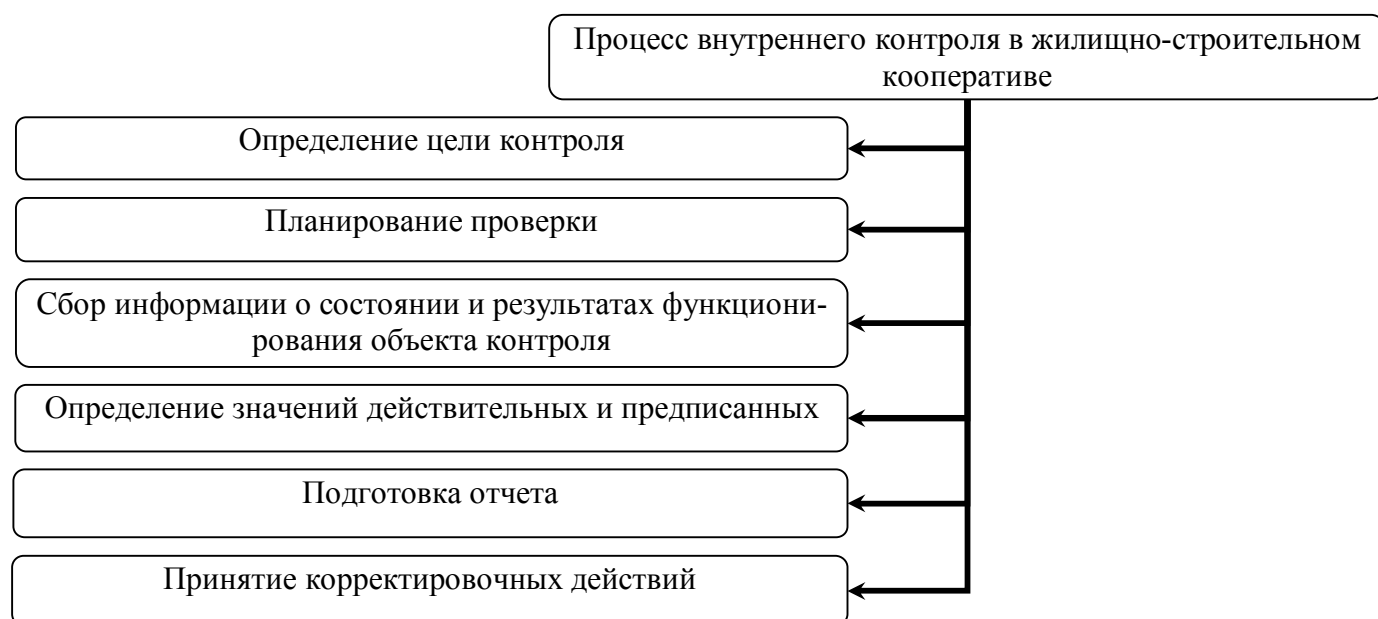 Процесс внутреннего контроля в жилищно-строительном
кооперативе
Определение цели контроля
Планирование проверки
Сбор информации о состоянии и результатах функциони-
рования объекта контроля
Определение значений действительных и предписанных
Подготовка отчета
Принятие корректировочных действий